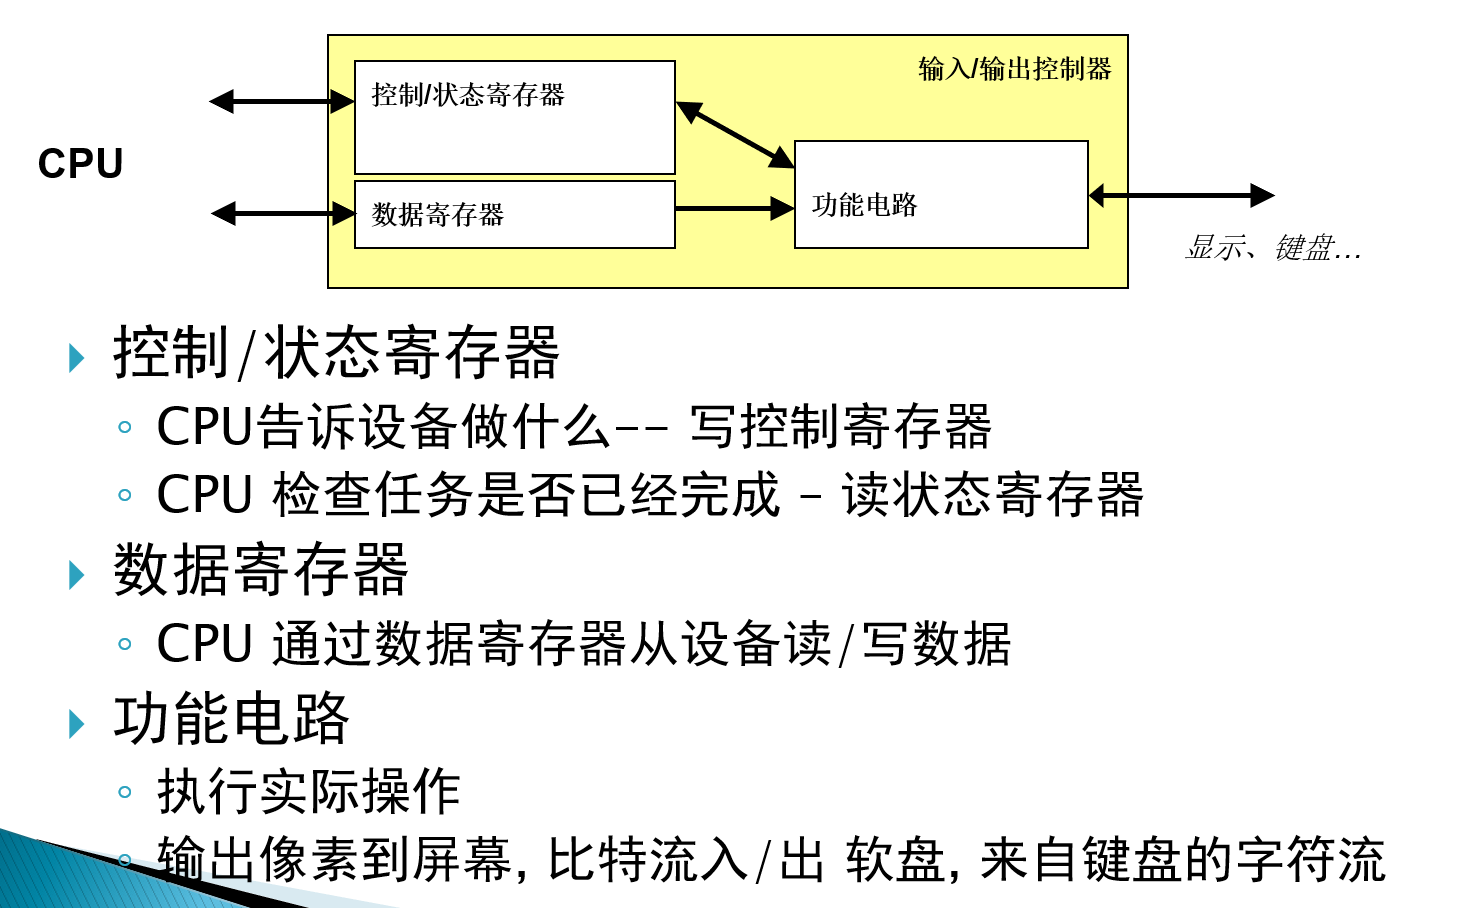 输入/输出控制器
控制/状态寄存器
CPU
数据寄存器
功能电路
显示、键盘…
控制/状态寄存器
CPU告诉设备做什么-- 写控制寄存器
CPU 检查任务是否已经完成 – 读状态寄存器
数据寄存器
CPU 通过数据寄存器从设备读/写数据
功能电路
执行实际操作
输出像素到屏幕, 比特流入/出 软盘, 来自键盘的字符流